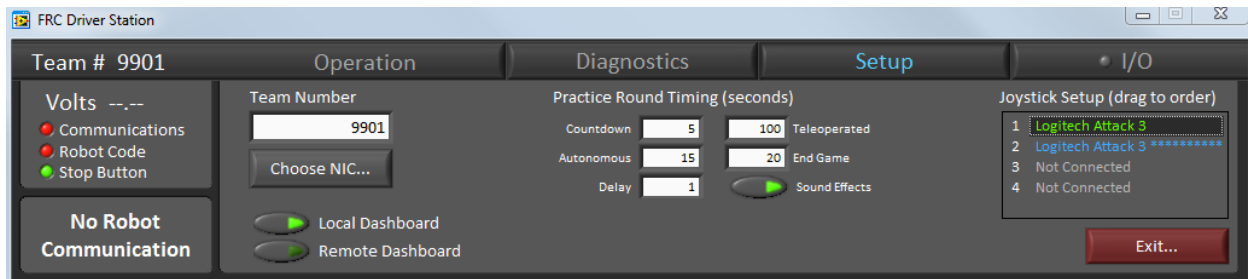 FRC Driver Station
Team # 9901
Operation
Diagnostics
Setup
I/O
Volts --.--
Communications
Robot Code
Stop Button
No Robot
Communication
Team Number
9901
Choose NIC...
Local Dashboard
Remote Dashboard
Practice Round Timing (seconds)
Countdown 5 100 Teleoperated
Autonomous 15 20 End Game
Delay 1 Sound Effects
Joystick Setup (drag to order)
1 Logitech Attack 3
2 Logitech Attack 3 **********
3 Not Connected
4 Not Connected
Exit...